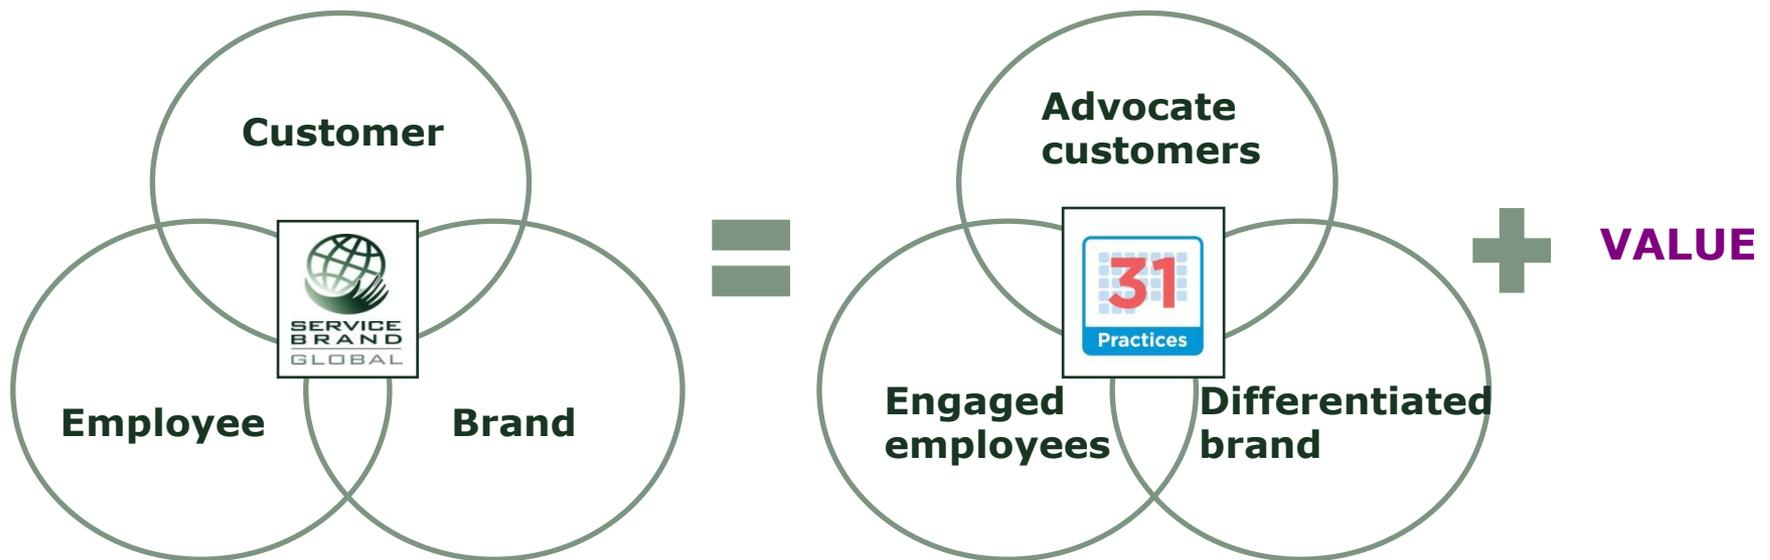 Customer
SERVICE
BRAND
GLOBAL
Employee
Brand
=
Advocate
customers
31
Practices
Engaged
employees
Differentiated
brand
+
VALUE